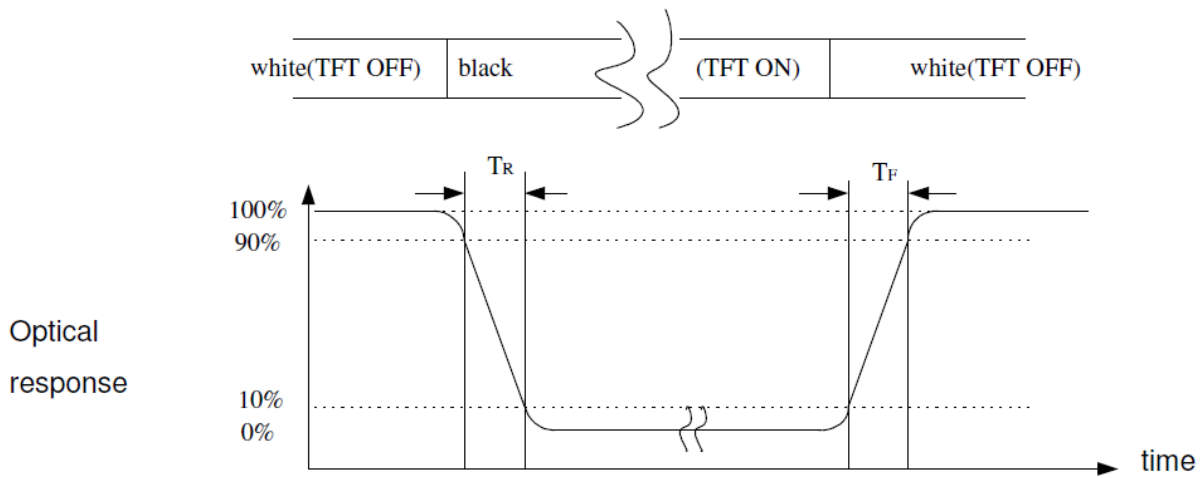 white(TFT OFF) black (TFT ON) white(TFT OFF)
TR TF
100%
90%
Optical
response
10%
0%
time